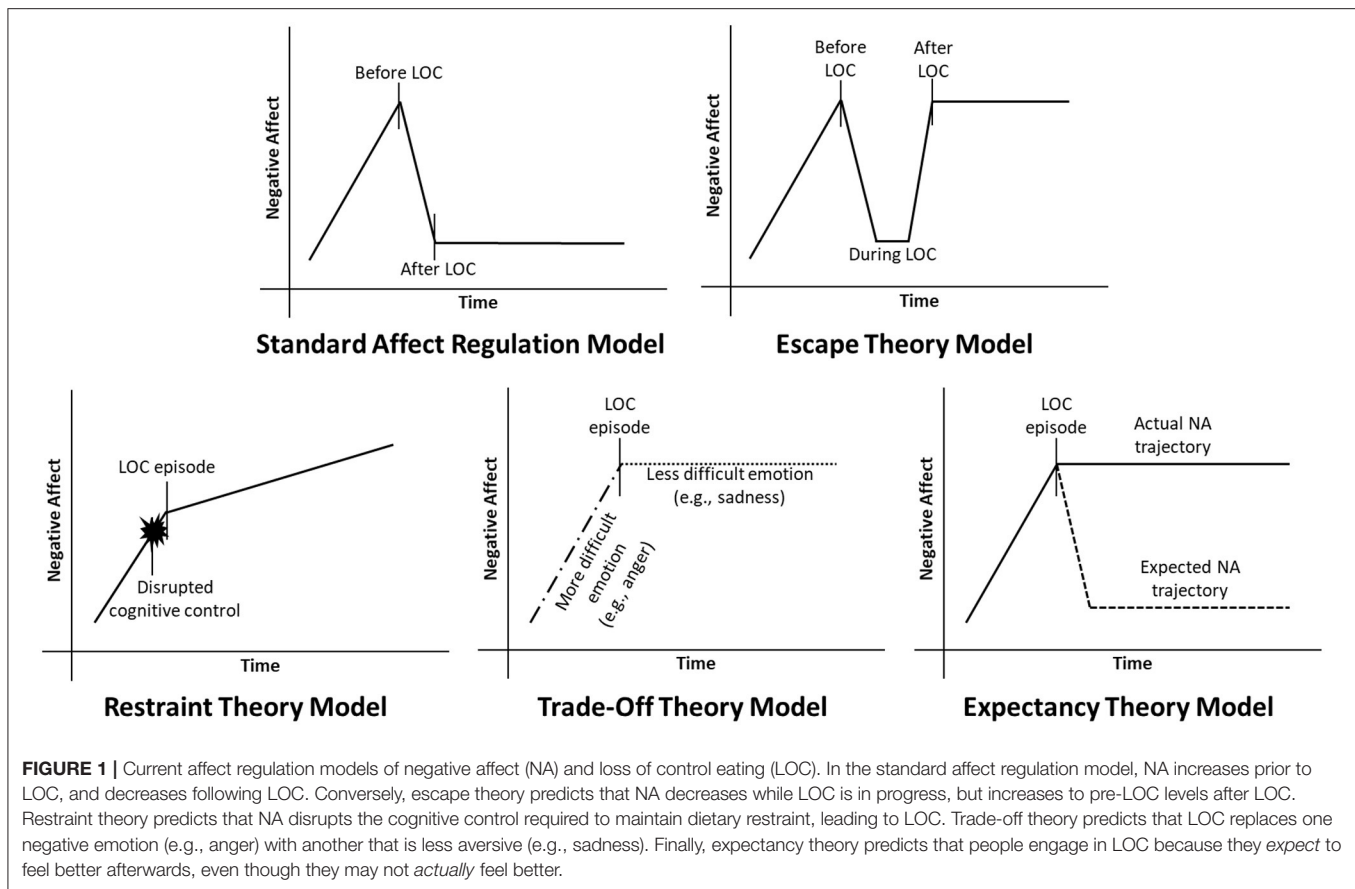 Before LOC
Negative Affect
After LOC
Time
Standard Affect Regulation Model
Before
LOC
After
LOC
Negative Affect
During LOC
Time
Escape Theory Model
Negative Affect
LOC episode
Disrupted
cognitive control
Time
Restraint Theory Model
LOC
episode
Negative Affect
Less difficult emotion
(e.g., sadness)
More difficult
emotion
(e.g., anger)
Time
Trade-Off Theory Model
LOC
episode
Negative Affect
Actual NA
trajectory
Expected NA
trajectory
Time
Expectancy Theory Model
FIGURE 1 | Current affect regulation models of negative affect (NA) and loss of control eating (LOC). In the standard affect regulation model, NA increases prior to
LOC, and decreases following LOC. Conversely, escape theory predicts that NA decreases while LOC is in progress, but increases to pre-LOC levels after LOC.
Restraint theory predicts that NA disrupts the cognitive control required to maintain dietary restraint, leading to LOC. Trade-off theory predicts that LOC replaces one
negative emotion (e.g., anger) with another that is less aversive (e.g., sadness). Finally, expectancy theory predicts that people engage in LOC because they expect to
feel better afterwards, even though they may not actually feel better.